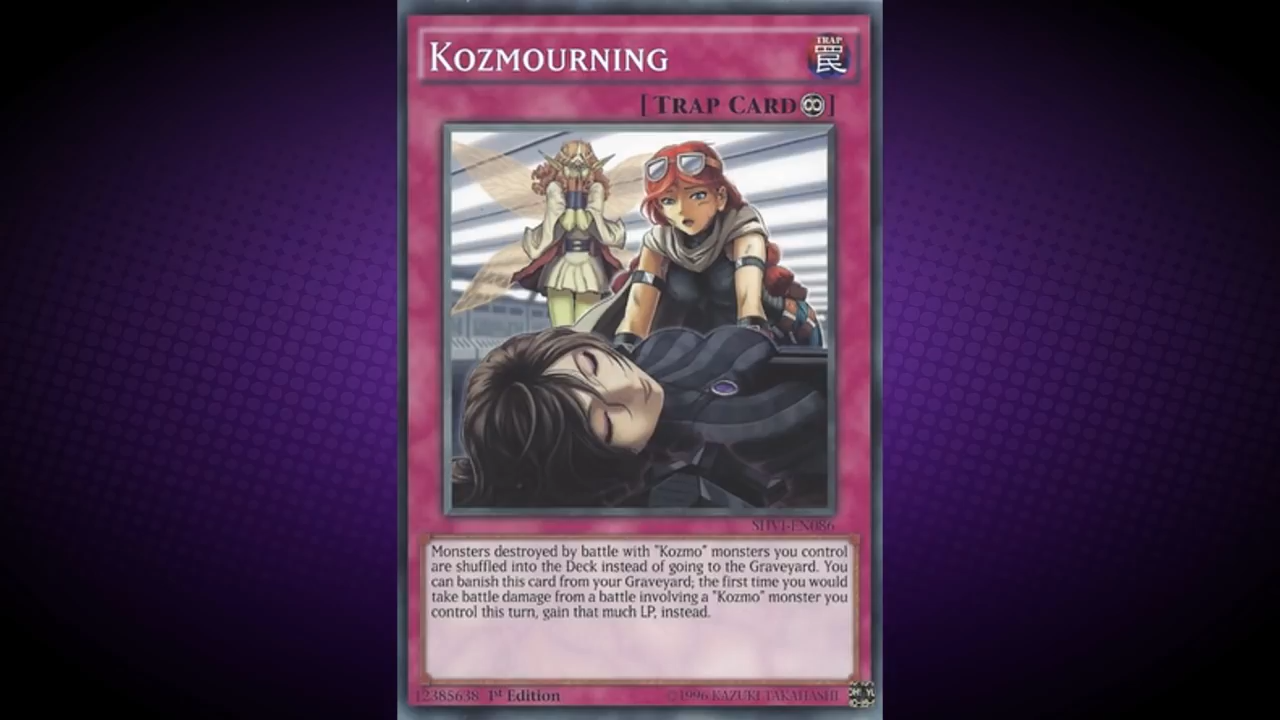 KOZMOURNING
TRAP
罠
[TRAP CARD∞]
SHVI-EN086
Monsters destroyed by battle with "Kozmo" monsters you control
are shuffled into the Deck instead of going to the Graveyard. You
can banish this card from your Graveyard; the first time you would
take battle damage from a battle involving a "Kozmo" monster you
control this turn, gain that much LP, instead.
12385638 1st Edition ©1996 KAZUKI TAKAHASHI